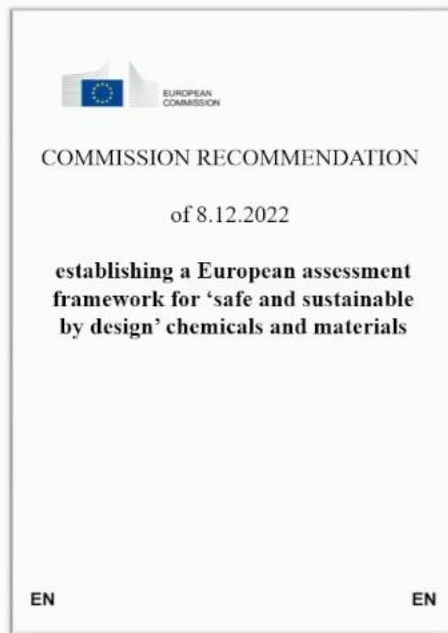 EUROPEAN
COMMISSION
COMMISSION RECOMMENDATION
of 8.12.2022
establishing a European assessment
framework for ‘safe and sustainable
by design’ chemicals and materials
EN
EN